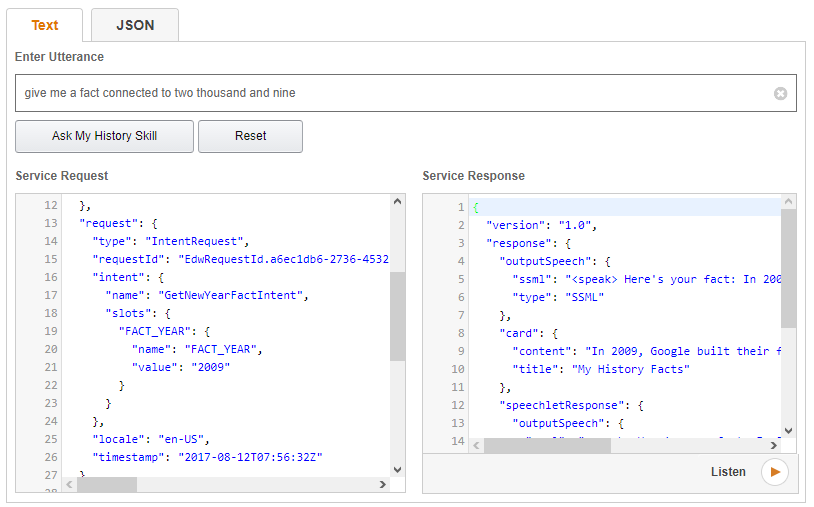 Text
JSON
Enter Utterance
give me a fact connected to two thousand and nine
Ask My History Skill
Reset
Service Request
12 },
13 "request": {
14 "type": "IntentRequest",
15 "requestId": "EdwRequestId.a6ec1db6-2736-4532
16 "intent": {
17 "name": "GetNewYearFactIntent",
18 "slots": {
19 "FACT_YEAR": {
20 "name": "FACT_YEAR",
21 "value": "2009"
22 }
23 }
24 },
25 "locale": "en-US",
26 "timestamp": "2017-08-12T07:56:32Z"
27 }
Service Response
1 {
2 "version": "1.0",
3 "response": {
4 "outputSpeech": {
5 "ssml": "<speak> Here's your fact: In 200
6 "type": "SSML"
7 },
8 "card": {
9 "content": "In 2009, Google built their f
10 "title": "My History Facts"
11 },
12 "speechletResponse": {
13 "outputSpeech": {
14
Listen